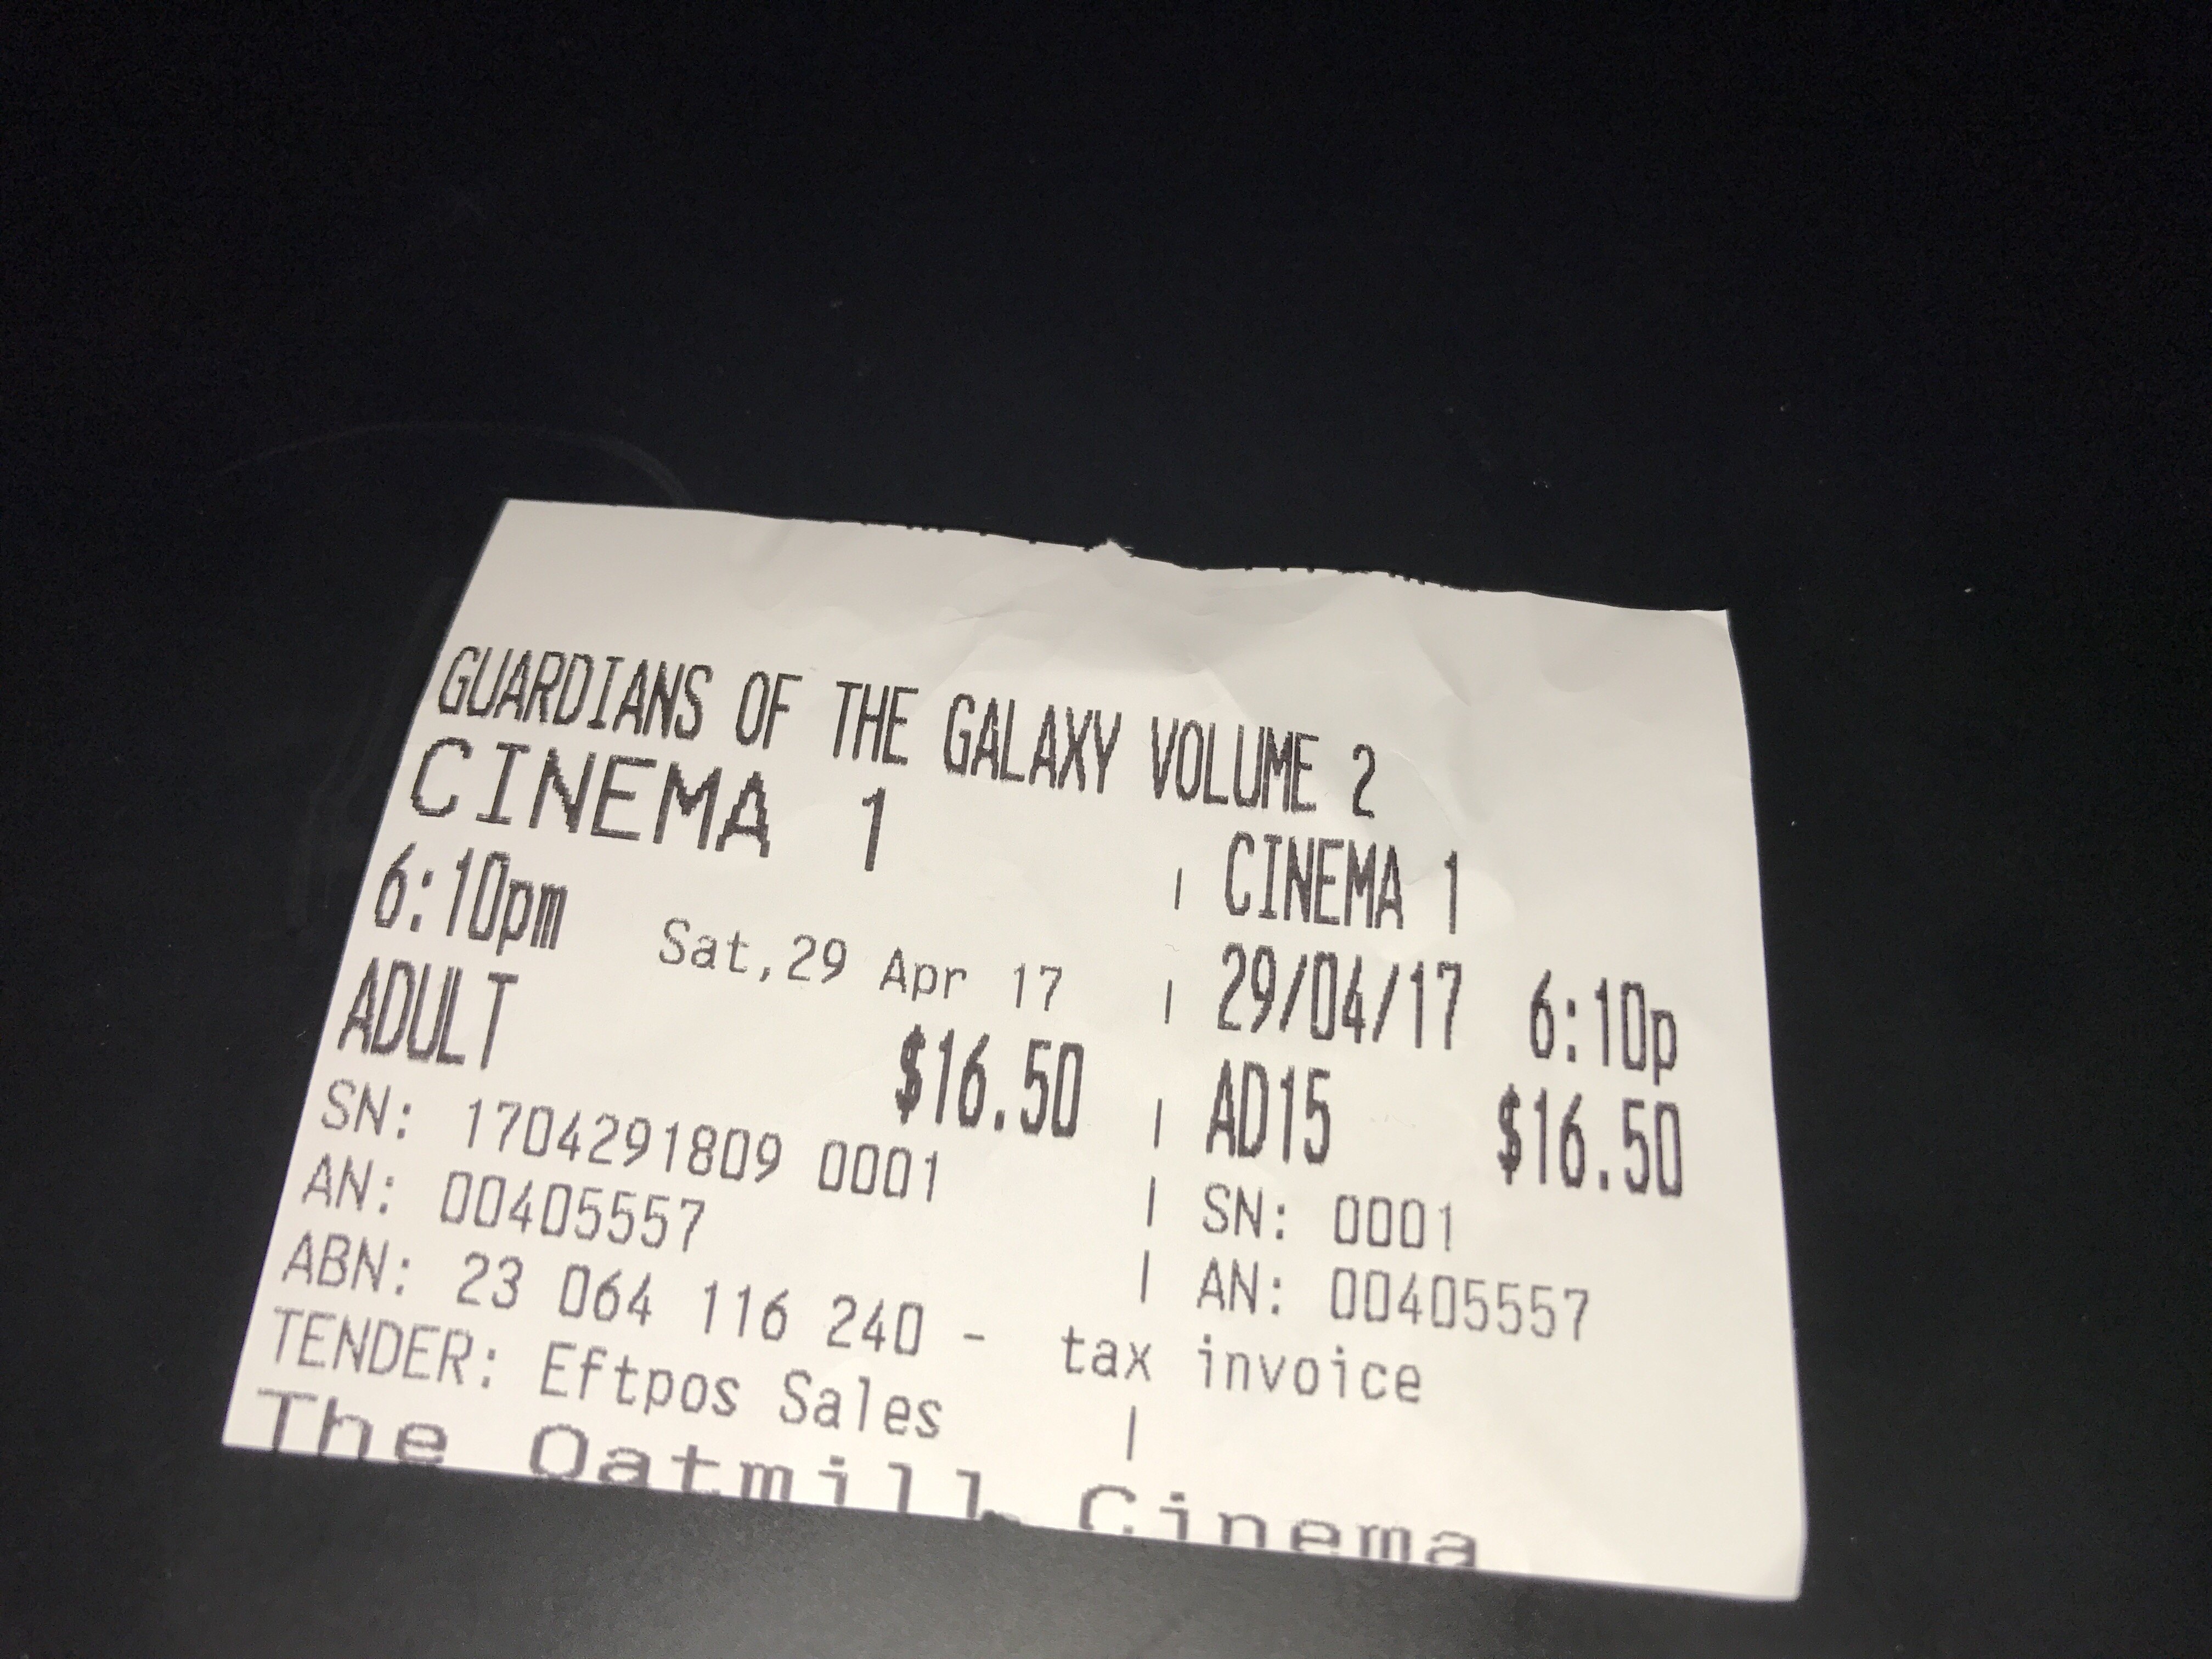 GUARDIANS OF THE GALAXY VOLUME 2
CINEMA 1 | CINEMA 1
6:10pm Sat,29 Apr 17 | 29/04/17 6:10p
ADULT $16.50 | AD15 $16.50
SN: 1704291809 0001 | SN: 0001
AN: 00405557 | AN: 00405557
ABN: 23 064 116 240 - tax invoice
TENDER: Eftpos Sales |
The Oatmill Cinema